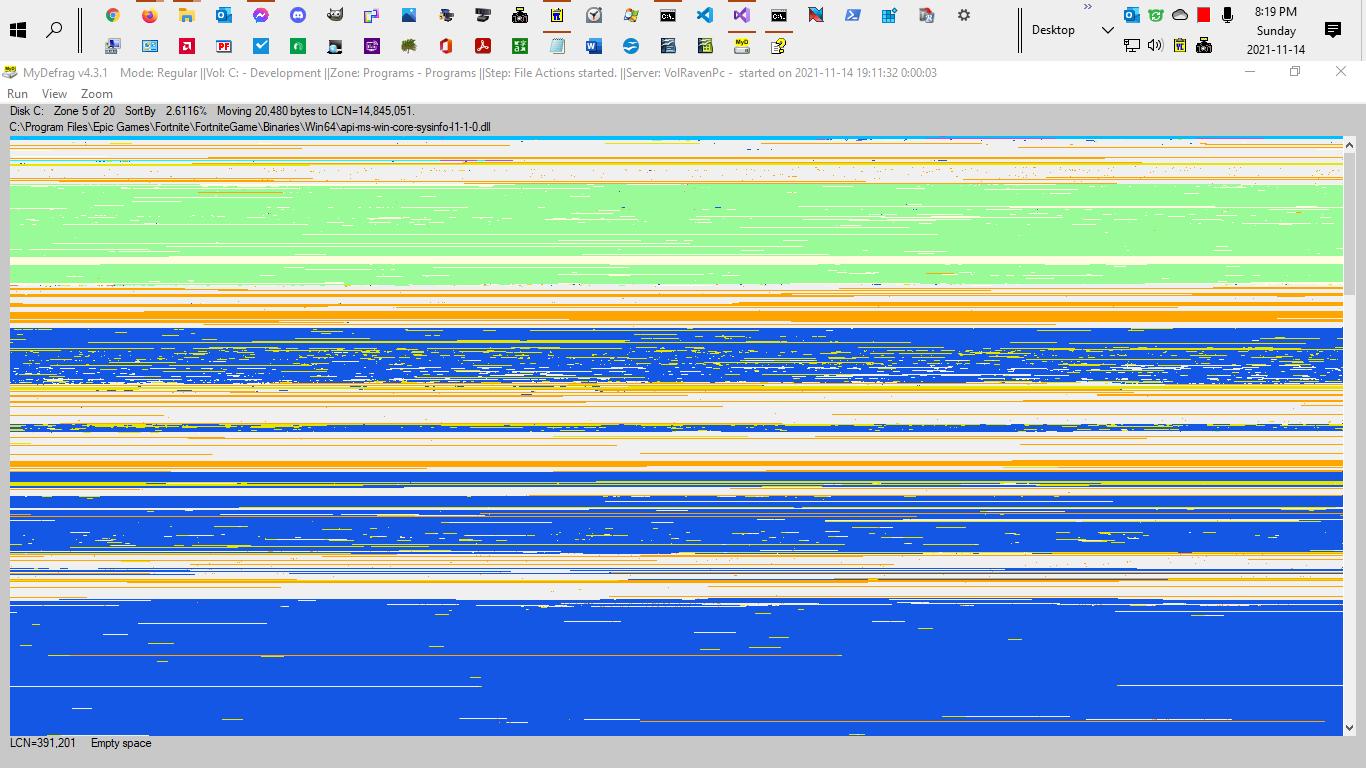 8:19 PM
Desktop
Sunday
2021-11-14
MyDefrag v4.3.1 Mode: Regular ||Vol: C: - Development ||Zone: Programs - Programs ||Step: File Actions started. ||Server: VolRavenPc - started on 2021-11-14 19:11:32 0:00:03
Run View Zoom
Disk C: Zone 5 of 20 SortBy 2.6116% Moving 20,480 bytes to LCN=14,845,051.
C:\Program Files\Epic Games\Fortnite\FortniteGame\Binaries\Win64\api-ms-win-core-sysinfo-l1-1-0.dll
LCN=391,201 Empty space